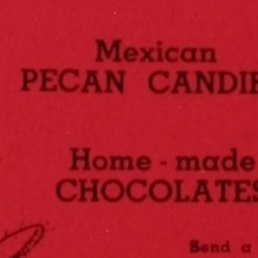 Mexican
PECAN CANDIE
Home - made
CHOCOLATES
Send a